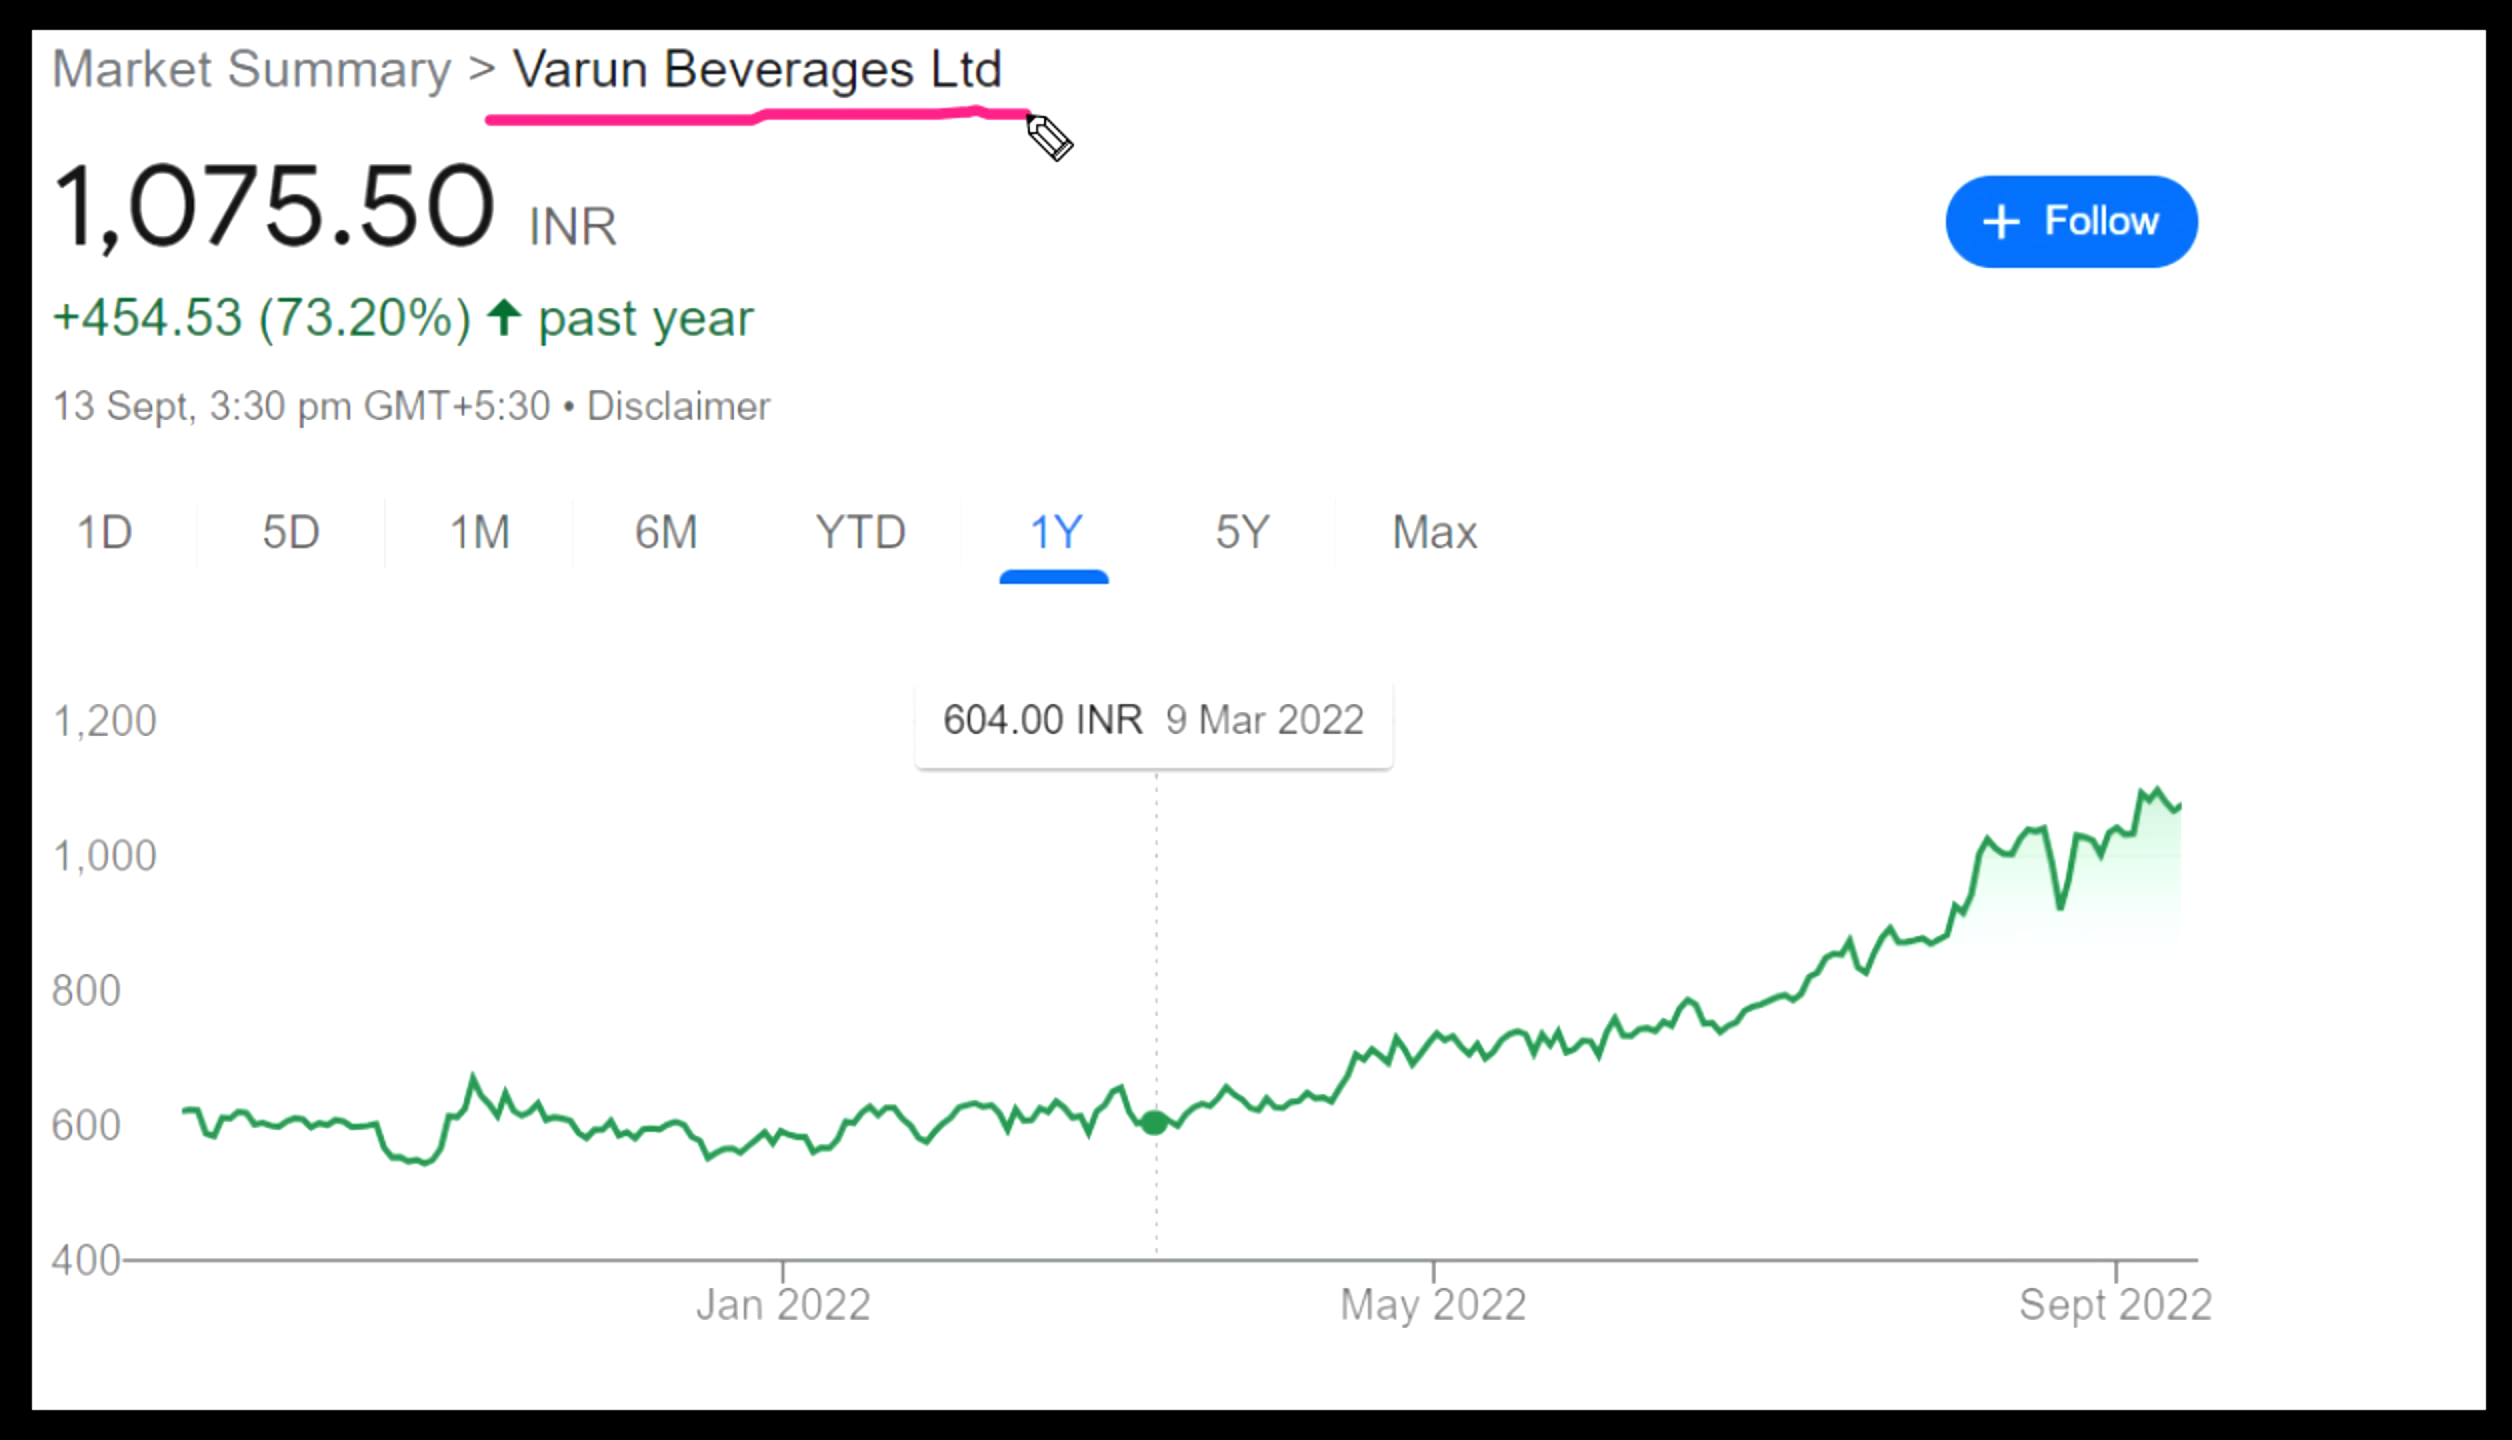 Market Summary > Varun Beverages Ltd
1,075.50 INR
+ Follow
+454.53 (73.20%) ↑ past year
13 Sept, 3:30 pm GMT+5:30 • Disclaimer
1D 5D 1M 6M YTD 1Y 5Y Max
604.00 INR 9 Mar 2022
1,200
1,000
800
600
400
Jan 2022 May 2022 Sept 2022